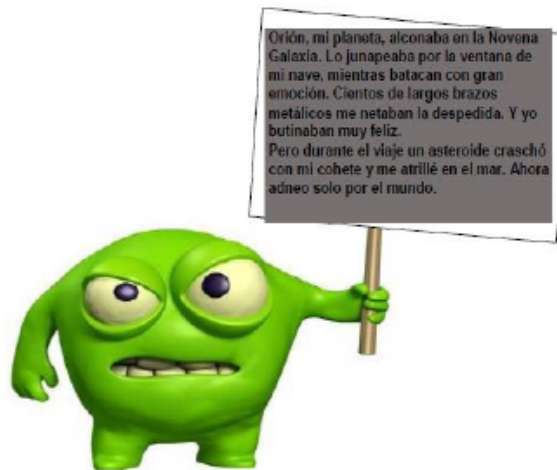 Orión, mi planeta, alconaba en la Novena
Galaxia. Lo junapeaba por la ventana de
mi nave, mientras batacan con gran
emoción. Cientos de largos brazos
metálicos me netaban la despedida. Y yo
butinaban muy feliz.
Pero durante el viaje un asteroide craschó
con mi cohete y me atrillé en el mar. Ahora
adneo solo por el mundo.